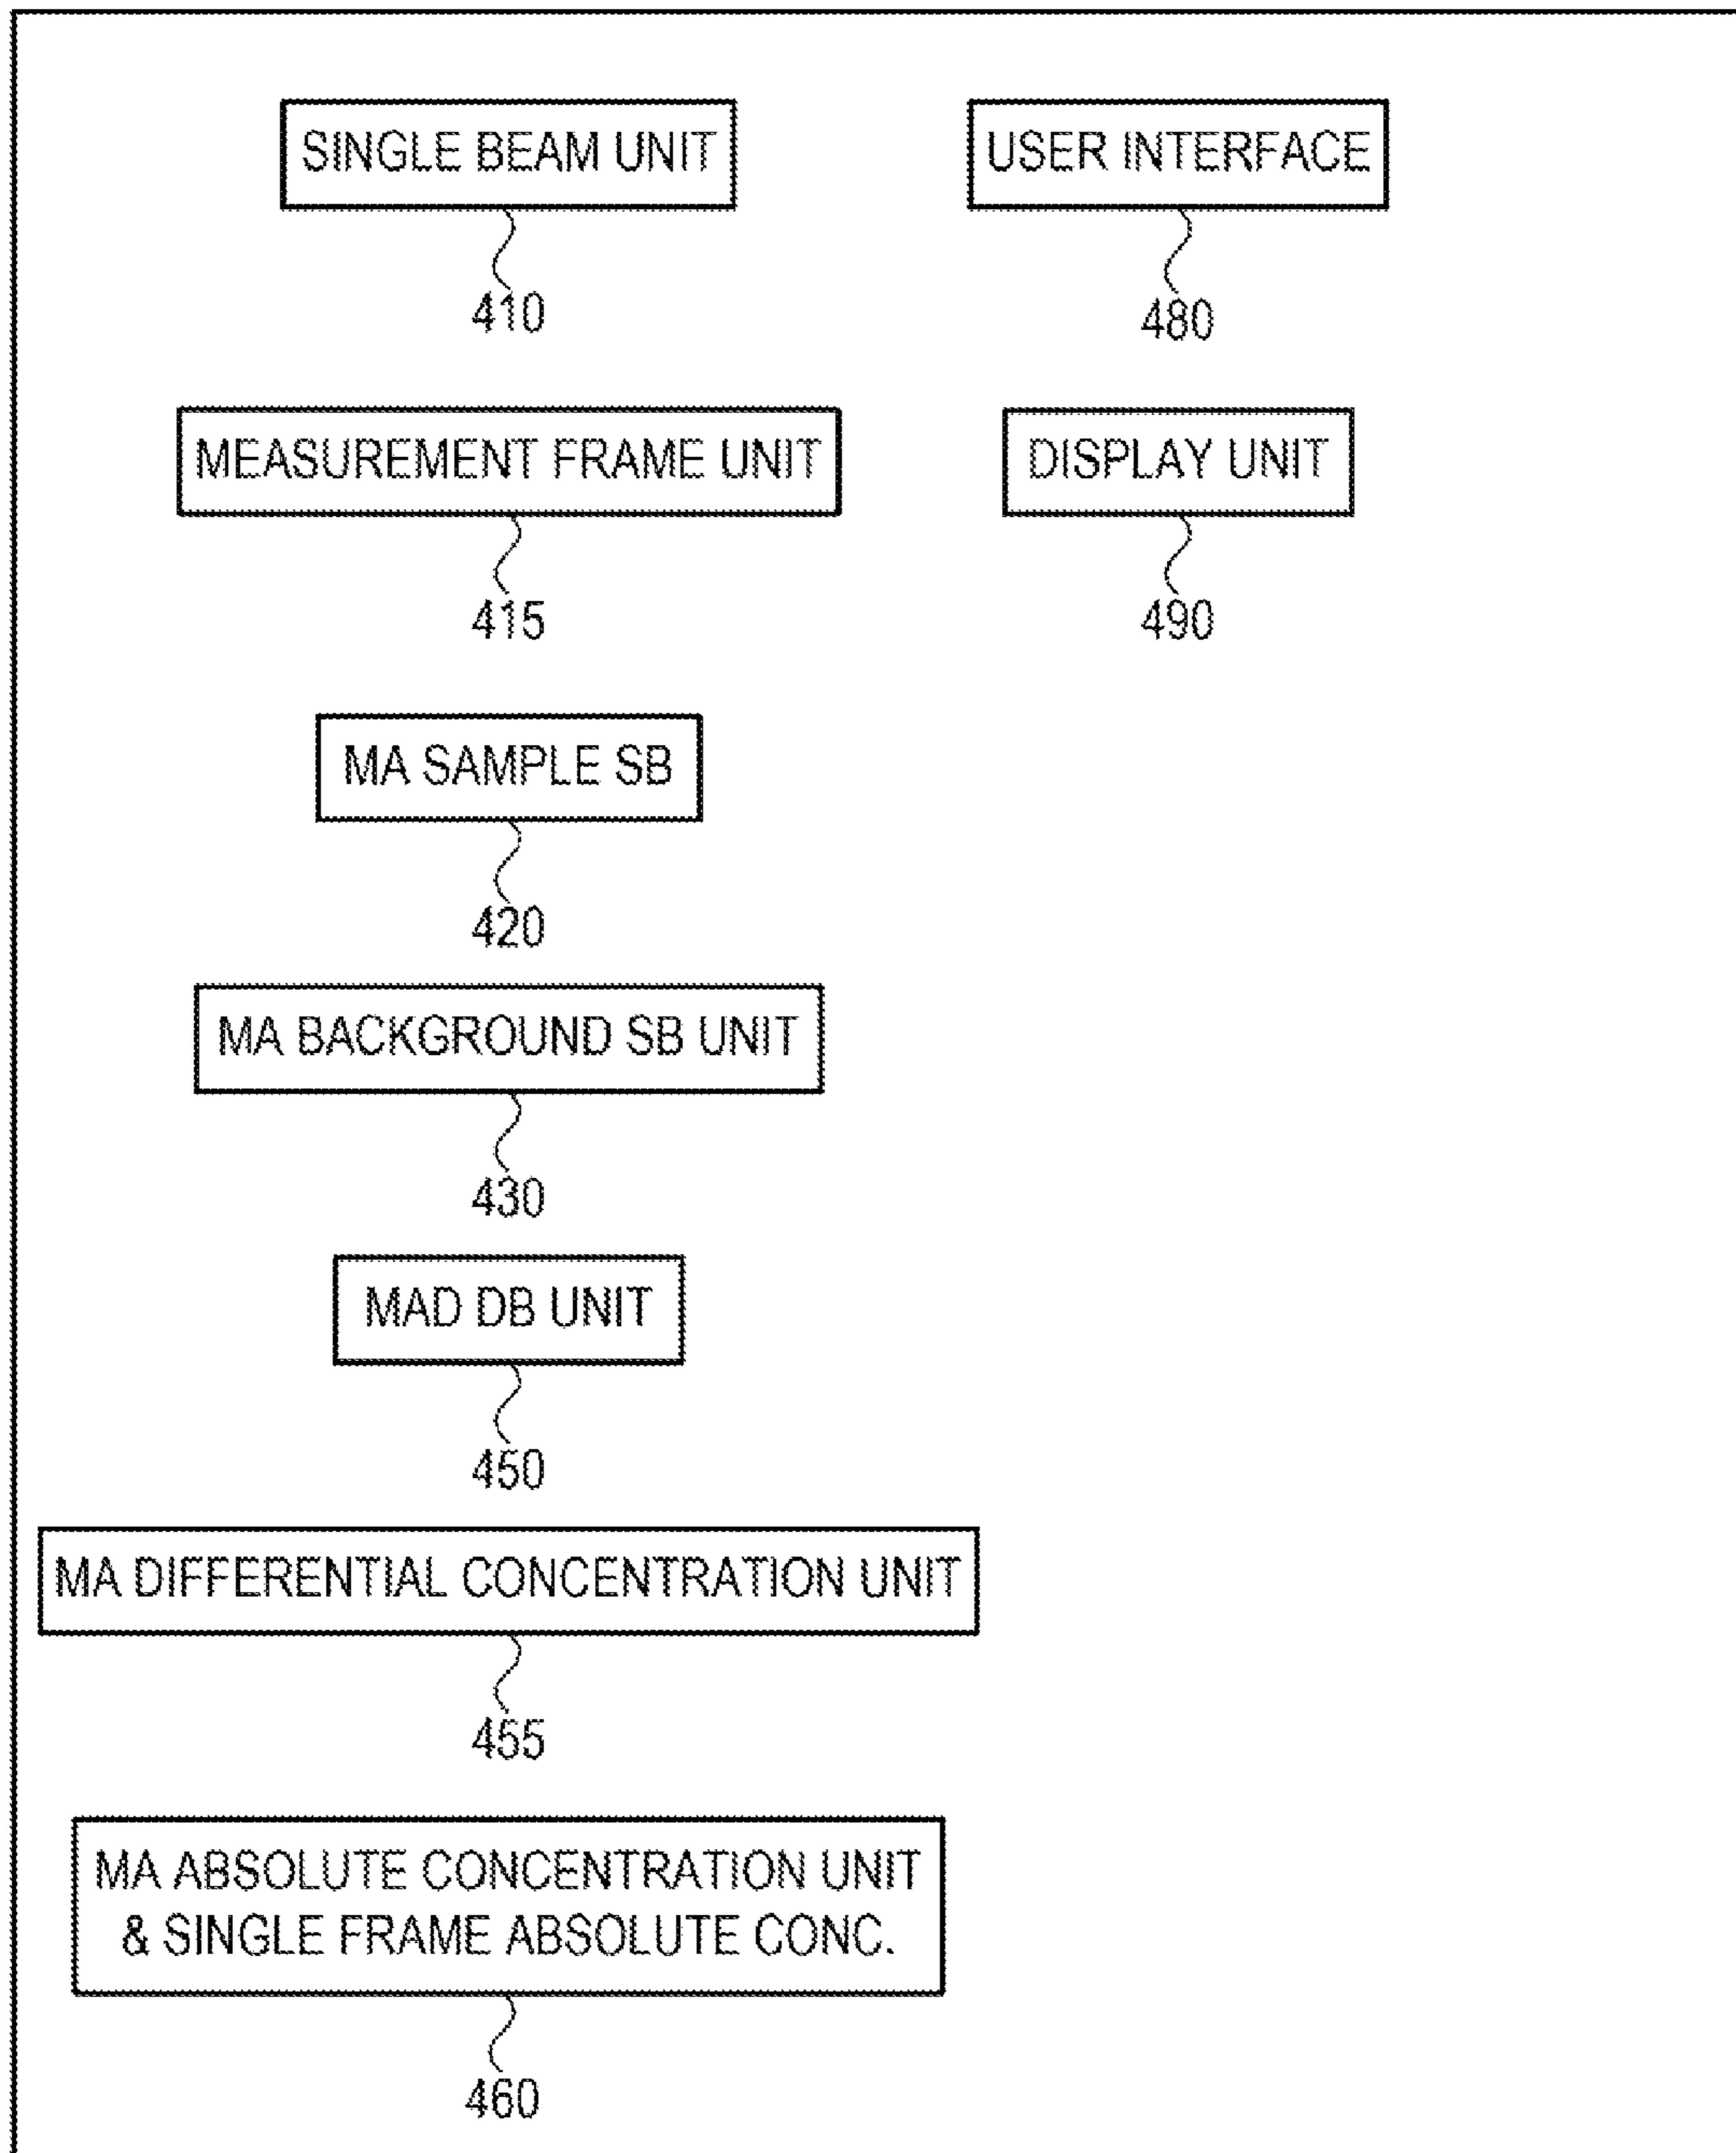 SINGLE BEAM UNIT
410
MEASUREMENT FRAME UNIT
415
MA SAMPLE SB
420
MA BACKGROUND SB UNIT
430
MAD DB UNIT
450
MA DIFFERENTIAL CONCENTRATION UNIT
455
MA ABSOLUTE CONCENTRATION UNIT
& SINGLE FRAME ABSOLUTE CONC.
460
USER INTERFACE
480
DISPLAY UNIT
490